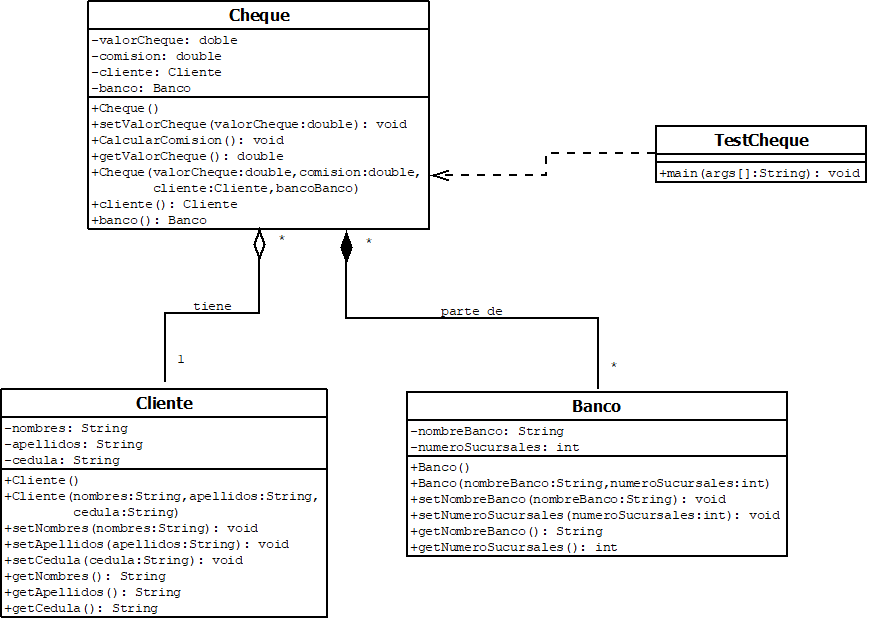 Cheque
-valorCheque: doble
-comision: double
-cliente: Cliente
-banco: Banco
+Cheque()
+setValorCheque(valorCheque:double): void
+CalcularComision(): void
+getValorCheque(): double
+Cheque(valorCheque:double,comision:double,
cliente:Cliente,bancoBanco)
+cliente(): Cliente
+banco(): Banco
TestCheque
+main(args[]:String): void
*
*
tiene
parte de
1
*
Cliente
-nombres: String
-apellidos: String
-cedula: String
+Cliente()
+Cliente(nombres:String,apellidos:String,
cedula:String)
+setNombres(nombres:String): void
+setApellidos(apellidos:String): void
+setCedula(cedula:String): void
+getNombres(): String
+getApellidos(): String
+getCedula(): String
Banco
-nombreBanco: String
-numeroSucursales: int
+Banco()
+Banco(nombreBanco:String,numeroSucursales:int)
+setNombreBanco(nombreBanco:String): void
+setNumeroSucursales(numeroSucursales:int): void
+getNombreBanco(): String
+getNumeroSucursales(): int